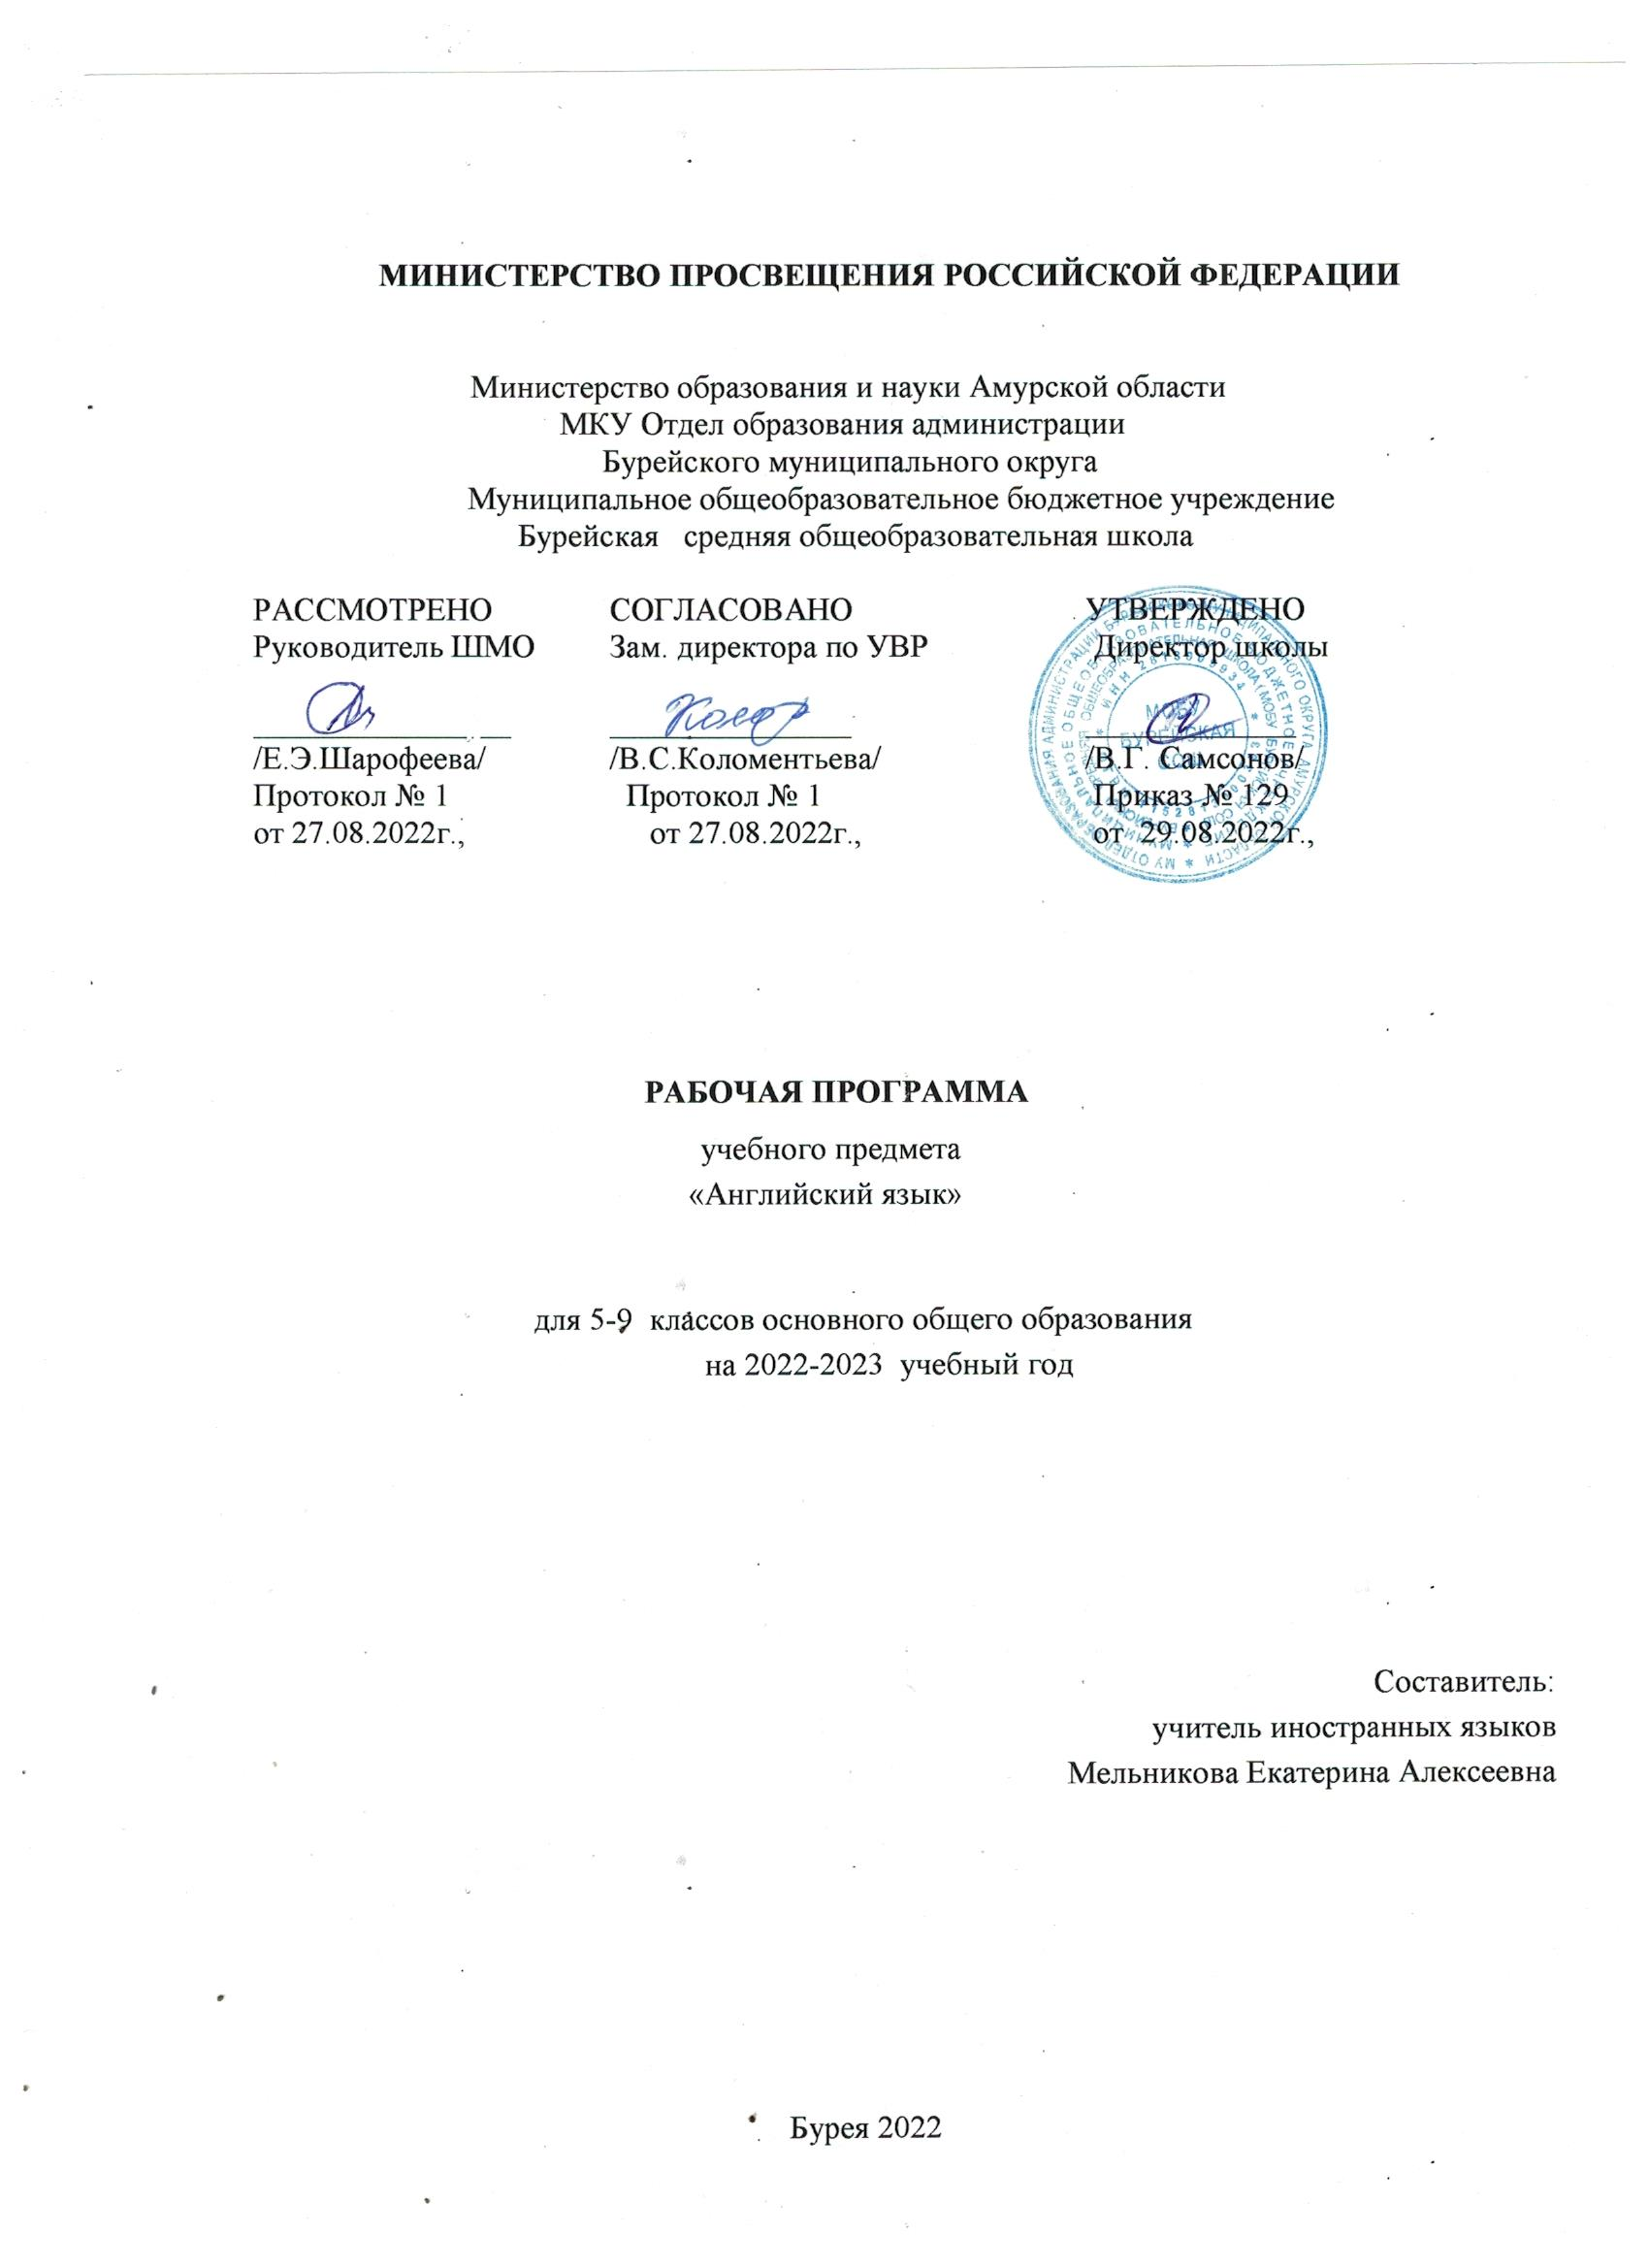 МИНИСТЕРСТВО ПРОСВЕЩЕНИЯ РОССИЙСКОЙ ФЕДЕРАЦИИ
Министерство образования и науки Амурской области
МКУ Отдел образования администрации
Бурейского муниципального округа
Муниципальное общеобразовательное бюджетное учреждение
Бурейская средняя общеобразовательная школа
РАССМОТРЕНО СОГЛАСОВАНО УТВЕРЖДЕНО
Руководитель ШМО Зам. директора по УВР Директор школы
/Е.Э.Шарофеева/ /В.С.Коломентьева/ /В.Г. Самсонов/
Протокол № 1 Протокол № 1 Приказ № 129
от 27.08.2022г., от 27.08.2022г., от 29.08.2022г.,
МОБУ
БУРЕЙСКАЯ
СОШ
РАБОЧАЯ ПРОГРАММА
учебного предмета
«Английский язык»
для 5-9 классов основного общего образования
на 2022-2023 учебный год
Составитель:
учитель иностранных языков
Мельникова Екатерина Алексеевна
Бурея 2022